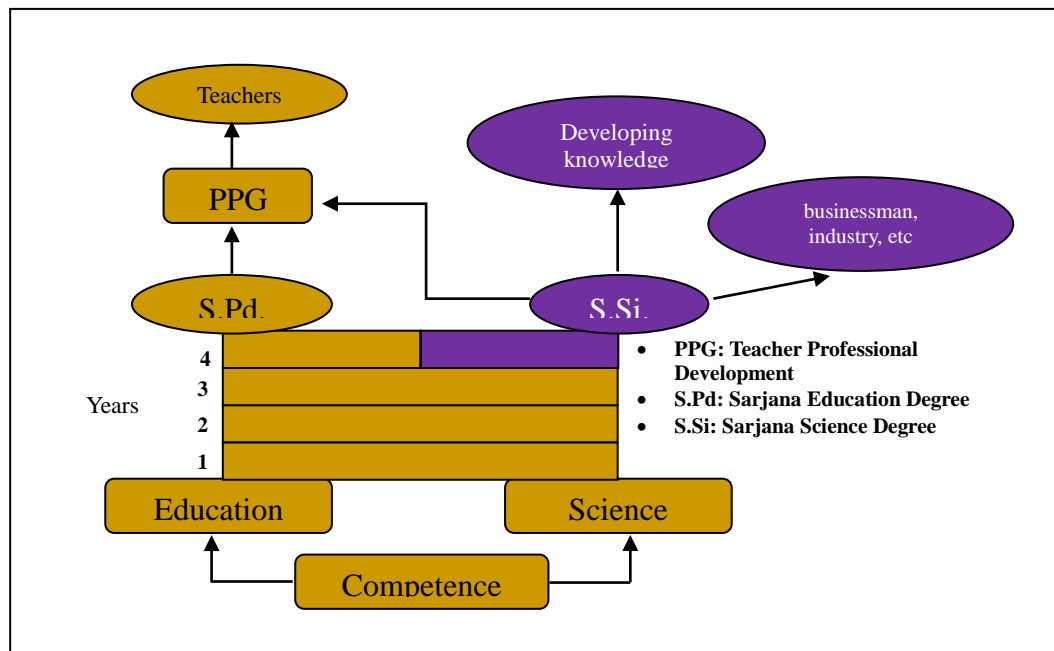 Teachers
Developing
knowledge
PPG
businessman,
industry, etc
S.Pd.
S.Si.
4
3
Years
2
1
• PPG: Teacher Professional
Development
• S.Pd: Sarjana Education Degree
• S.Si: Sarjana Science Degree
Education
Science
Competence